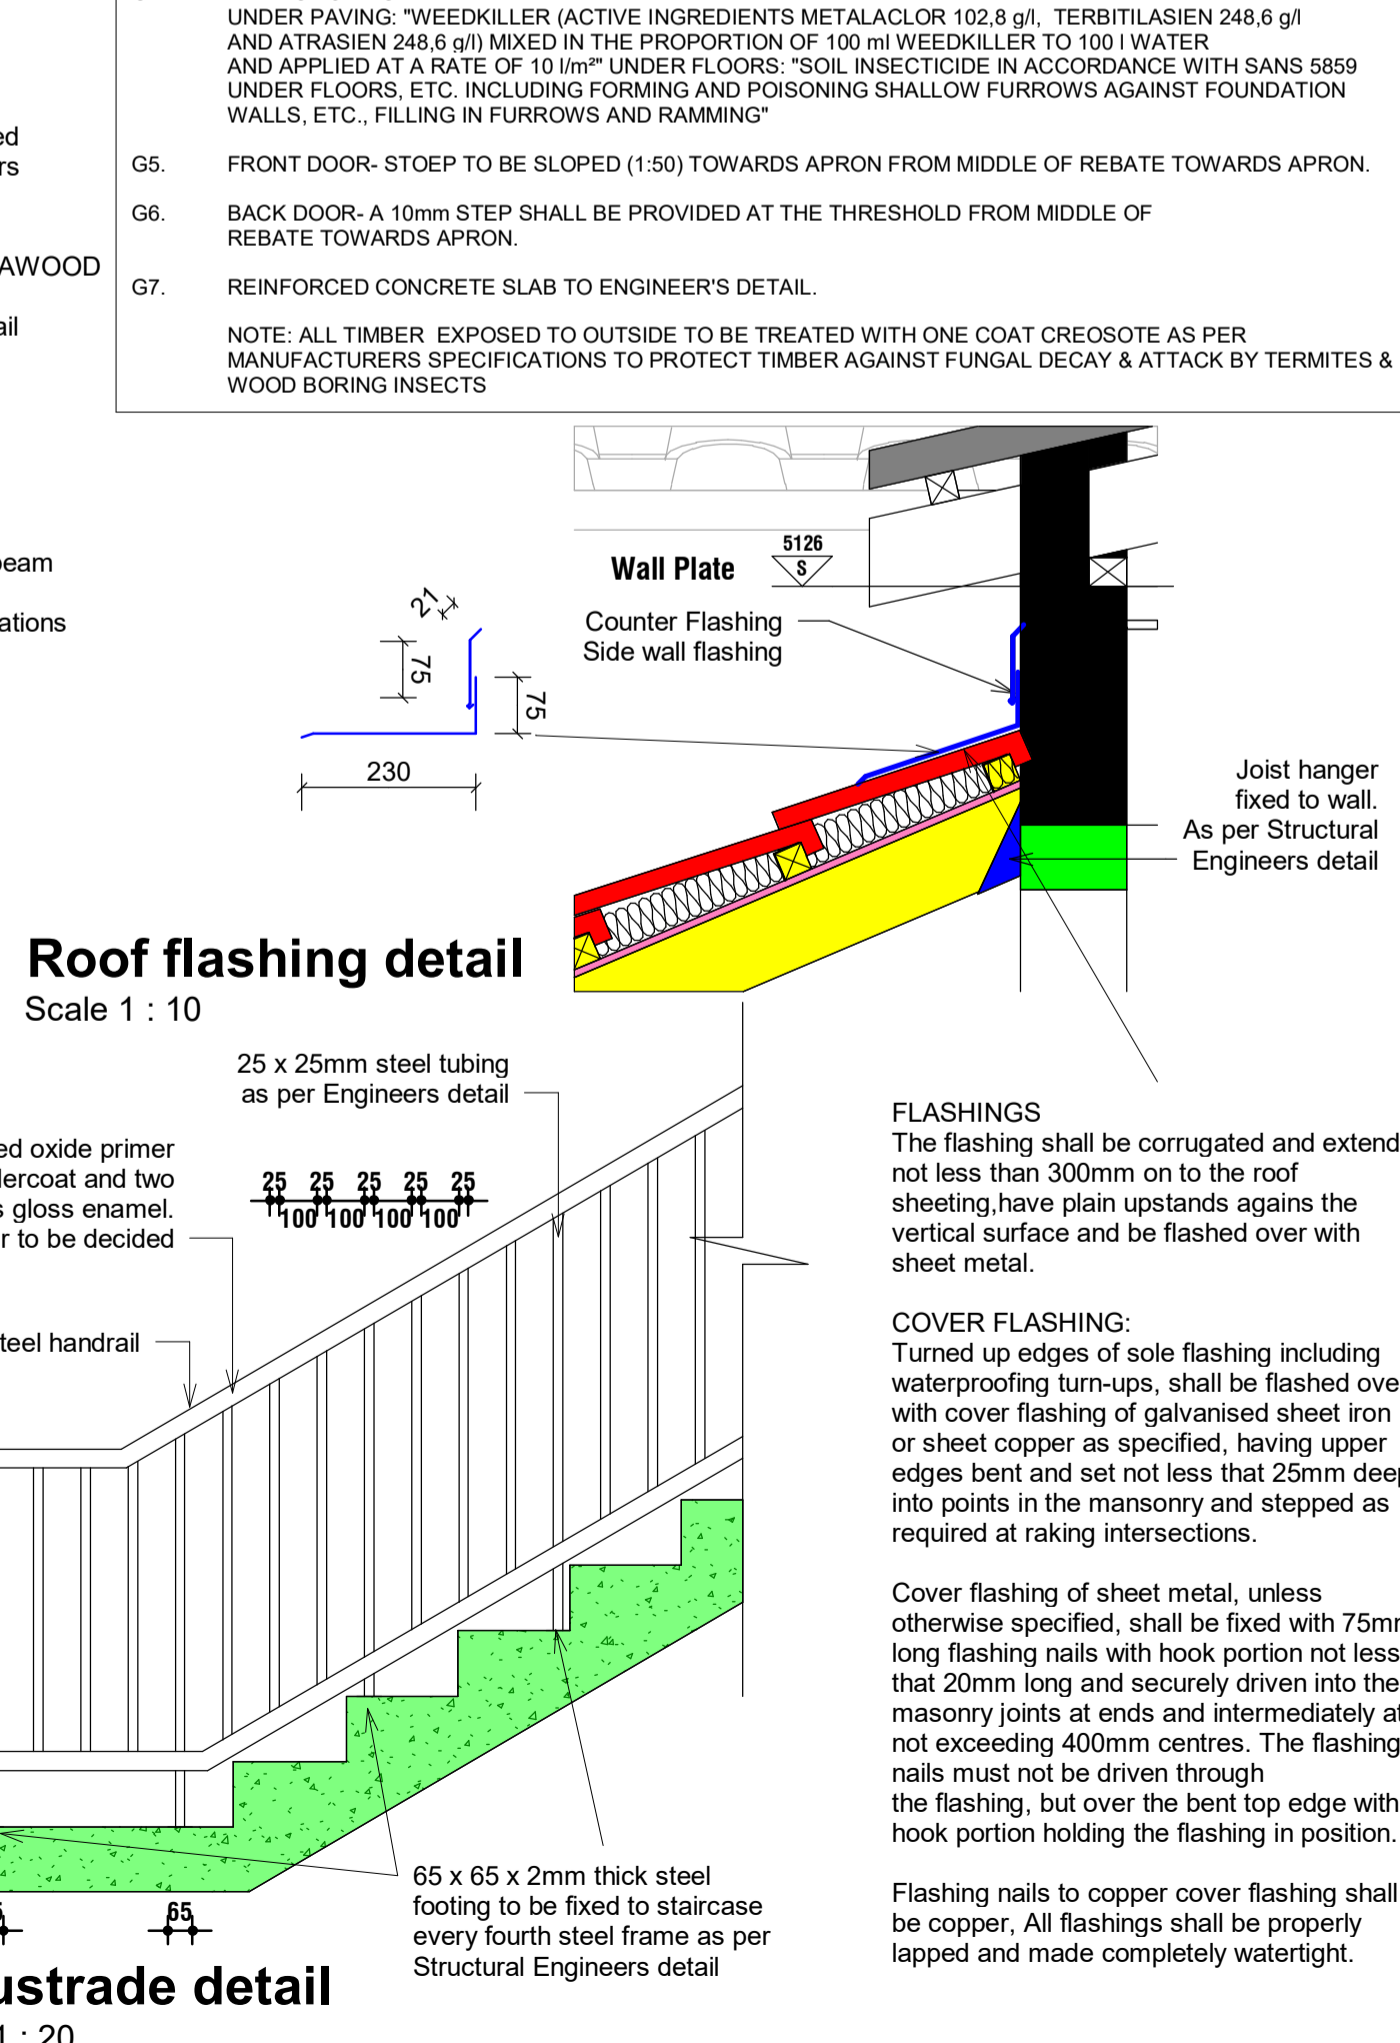 UNDER PAVING: "WEEDKILLER (ACTIVE INGREDIENTS METALACLOR 102,8 g/l, TERBITILASIEN 248,6 g/l
AND ATRASIEN 248,6 g/l) MIXED IN THE PROPORTION OF 100 ml WEEDKILLER TO 100 l WATER
AND APPLIED AT A RATE OF 10 l/m²" UNDER FLOORS: "SOIL INSECTICIDE IN ACCORDANCE WITH SANS 5859
UNDER FLOORS, ETC. INCLUDING FORMING AND POISONING SHALLOW FURROWS AGAINST FOUNDATION
WALLS, ETC., FILLING IN FURROWS AND RAMMING"
G5. FRONT DOOR- STOEP TO BE SLOPED (1:50) TOWARDS APRON FROM MIDDLE OF REBATE TOWARDS APRON.
G6. BACK DOOR- A 10mm STEP SHALL BE PROVIDED AT THE THRESHOLD FROM MIDDLE OF
REBATE TOWARDS APRON.
G7. REINFORCED CONCRETE SLAB TO ENGINEER'S DETAIL.
NOTE: ALL TIMBER EXPOSED TO OUTSIDE TO BE TREATED WITH ONE COAT CREOSOTE AS PER
MANUFACTURERS SPECIFICATIONS TO PROTECT TIMBER AGAINST FUNGAL DECAY & ATTACK BY TERMITES &
WOOD BORING INSECTS
ed
rs
AWOOD
ail
eam
ations
Wall Plate
5126
S
Counter Flashing
Side wall flashing
21
75
75
230
Joist hanger
fixed to wall.
As per Structural
Engineers detail
Roof flashing detail
Scale 1 : 10
25 x 25mm steel tubing
as per Engineers detail
ed oxide primer
dercoat and two
s gloss enamel.
r to be decided
25 25 25 25 25
100 100 100 100
teel handrail
FLASHINGS
The flashing shall be corrugated and extend
not less than 300mm on to the roof
sheeting,have plain upstands agains the
vertical surface and be flashed over with
sheet metal.
COVER FLASHING:
Turned up edges of sole flashing including
waterproofing turn-ups, shall be flashed ove
with cover flashing of galvanised sheet iron
or sheet copper as specified, having upper
edges bent and set not less that 25mm deep
into points in the mansonry and stepped as
required at raking intersections.
Cover flashing of sheet metal, unless
otherwise specified, shall be fixed with 75mm
long flashing nails with hook portion not less
that 20mm long and securely driven into the
masonry joints at ends and intermediately at
not exceeding 400mm centres. The flashing
nails must not be driven through
the flashing, but over the bent top edge with
hook portion holding the flashing in position.
Flashing nails to copper cover flashing shall
be copper, All flashings shall be properly
lapped and made completely watertight.
65 x 65 x 2mm thick steel
footing to be fixed to staircase
every fourth steel frame as per
Structural Engineers detail
65
ustrade detail
1 : 20